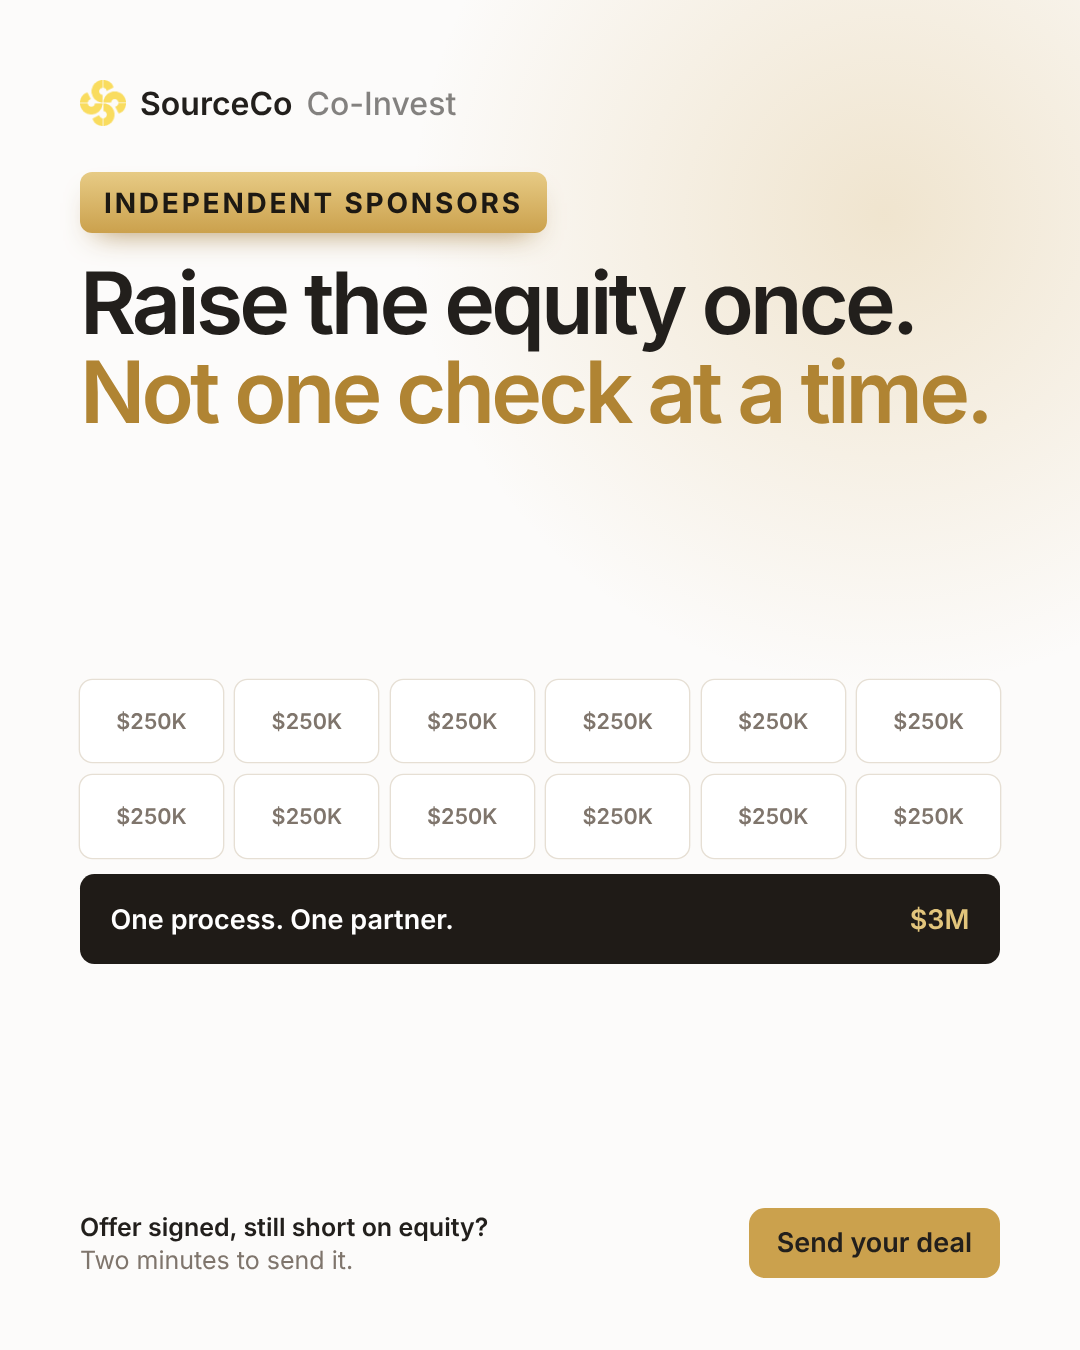 SourceCo Co-Invest
INDEPENDENT SPONSORS
Raise the equity once.
Not one check at a time.
$250K $250K $250K $250K $250K $250K
$250K $250K $250K $250K $250K $250K
One process. One partner. $3M
Offer signed, still short on equity?
Two minutes to send it.
Send your deal